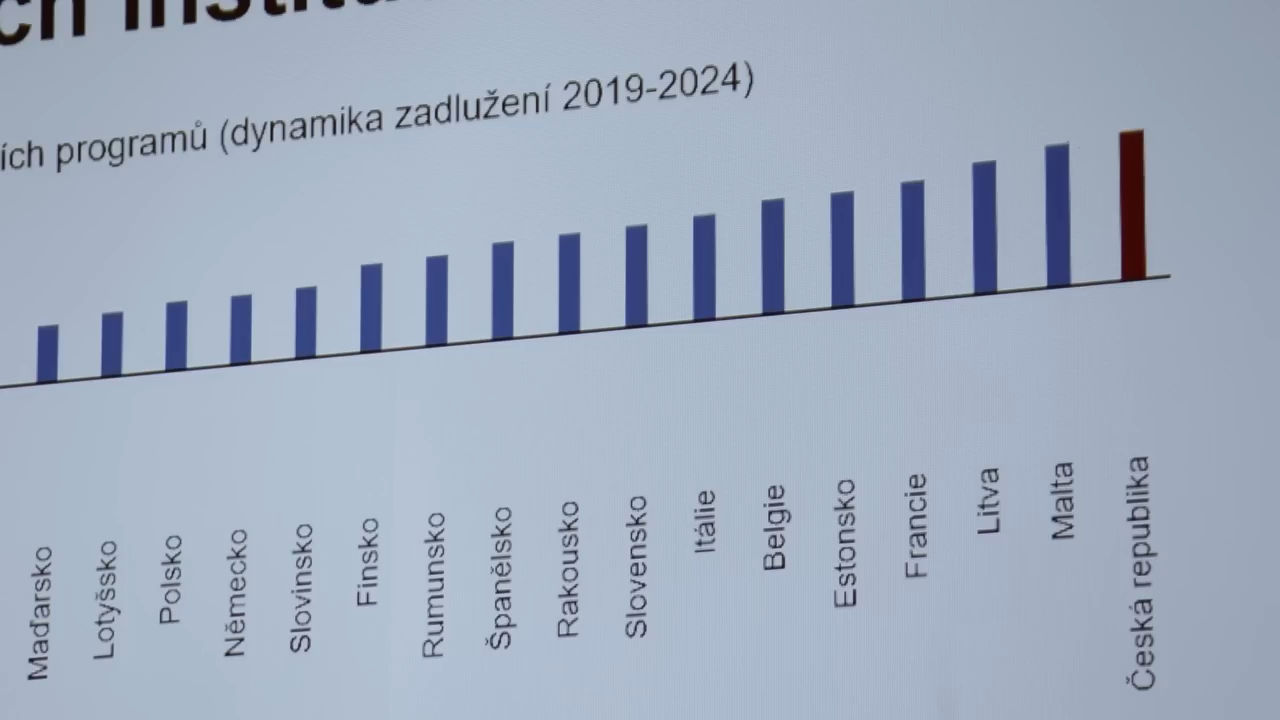 programů (dynamika zadlužení 2019-2024)
Maďarsko
Lotyšsko
Polsko
Německo
Slovinsko
Finsko
Rumunsko
Španělsko
Rakousko
Slovensko
Itálie
Belgie
Estonsko
Francie
Litva
Malta
Česká republika